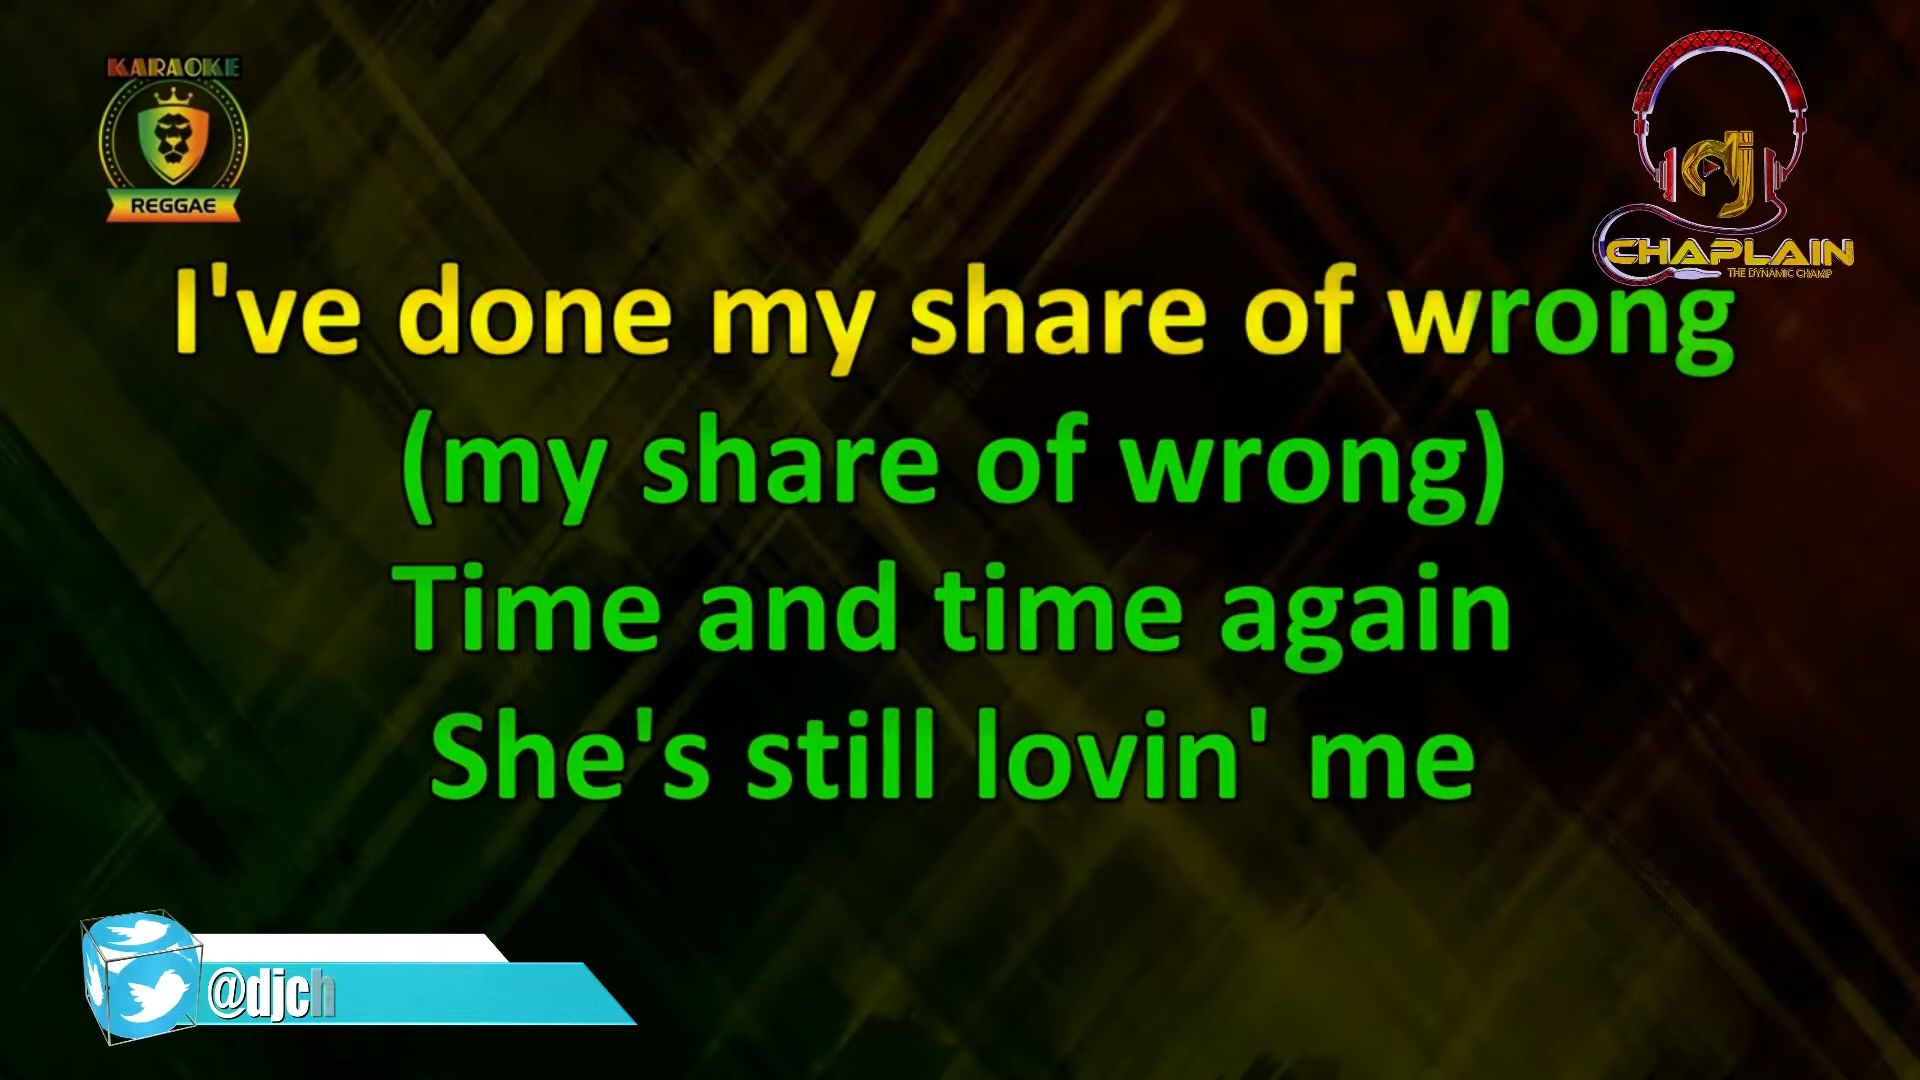 KARAOKE
REGGAE
dj
CHAPLAIN
THE DYNAMIC CHAMP
I've done my share of wrong
(my share of wrong)
Time and time again
She's still lovin' me
@djch